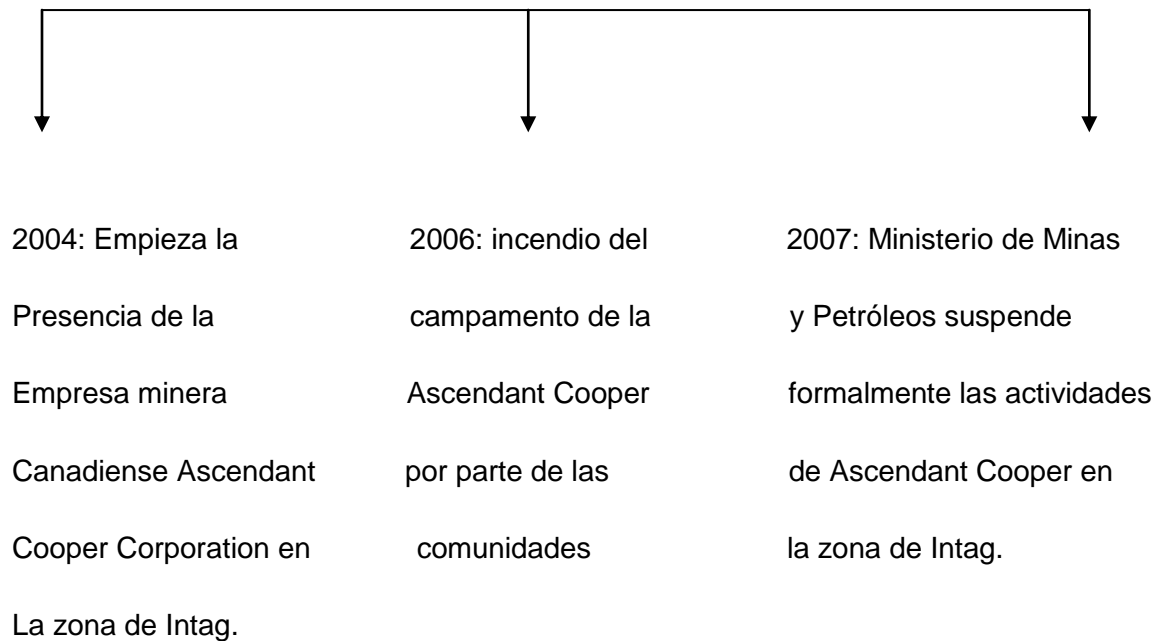 2004: Empieza la
Presencia de la
Empresa minera
Canadiense Ascendant
Cooper Corporation en
La zona de Intag.
2006: incendio del
campamento de la
Ascendant Cooper
por parte de las
comunidades
2007: Ministerio de Minas
y Petróleos suspende
formalmente las actividades
de Ascendant Cooper en
la zona de Intag.